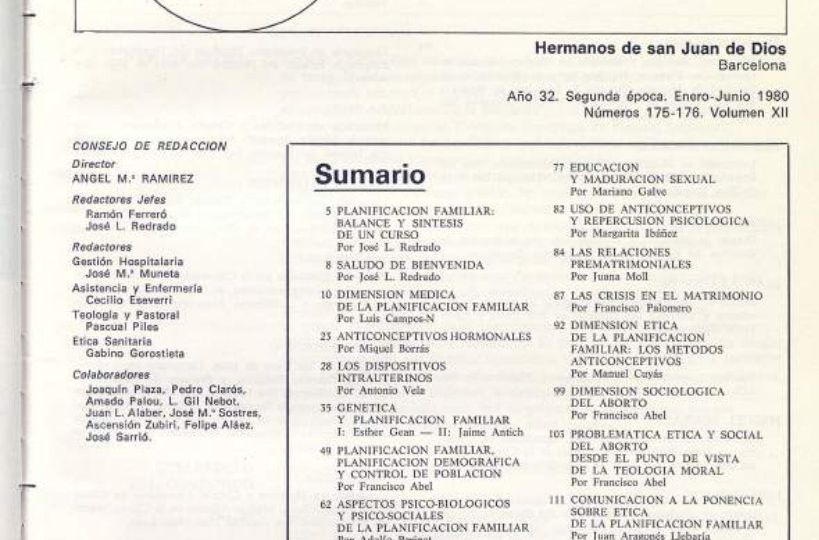 Hermanos de san Juan de Dios
Barcelona
Año 32. Segunda época. Enero-Junio 1980
Números 175-176. Volumen XII
CONSEJO DE REDACCION
Director
ANGEL M.ª RAMIREZ
Redactores Jefes
Ramón Ferreró
José L. Redrado
Redactores
Gestión Hospitalaria
José M.ª Muneta
Asistencia y Enfermería
Cecilio Eseverri
Teología y Pastoral
Pascual Piles
Etica Sanitaria
Gabino Gorostieta
Colaboradores
Joaquín Plaza, Pedro Clarós,
Amado Palou, L. Gil Nebot,
Juan L. Alaber, José M.ª Sostres,
Ascensión Zubiri, Felipe Aláez,
José Sarrió.
Sumario
5 PLANIFICACION FAMILIAR:
BALANCE Y SINTESIS
DE UN CURSO
Por José L. Redrado
8 SALUDO DE BIENVENIDA
Por José L. Redrado
10 DIMENSION MEDICA
DE LA PLANIFICACION FAMILIAR
Por Luis Campos-N
23 ANTICONCEPTIVOS HORMONALES
Por Miquel Borrás
28 LOS DISPOSITIVOS
INTRAUTERINOS
Por Antonio Vela
35 GENETICA
Y PLANIFICACION FAMILIAR
I: Esther Gean — II: Jaime Antich
49 PLANIFICACION FAMILIAR,
PLANIFICACION DEMOGRAFICA
Y CONTROL DE POBLACION
Por Francisco Abel
62 ASPECTOS PSICO-BIOLOGICOS
Y PSICO-SOCIALES
DE LA PLANIFICACION FAMILIAR
Por Adolfo
77 EDUCACION
Y MADURACION SEXUAL
Por Mariano Galve
82 USO DE ANTICONCEPTIVOS
Y REPERCUSION PSICOLOGICA
Por Margarita Ibáñez
84 LAS RELACIONES
PREMATRIMONIALES
Por Juana Moll
87 LAS CRISIS EN EL MATRIMONIO
Por Francisco Palomero
92 DIMENSION ETICA
DE LA PLANIFICACION
FAMILIAR: LOS METODOS
ANTICONCEPTIVOS
Por Manuel Cuyás
99 DIMENSION SOCIOLOGICA
DEL ABORTO
Por Francisco Abel
103 PROBLEMATICA ETICA Y SOCIAL
DEL ABORTO
DESDE EL PUNTO DE VISTA
DE LA TEOLOGIA MORAL
Por Francisco Abel
111 COMUNICACION A LA PONENCIA
SOBRE ETICA
DE LA PLANIFICACION FAMILIAR
Por Juan Aragonés Llebaría